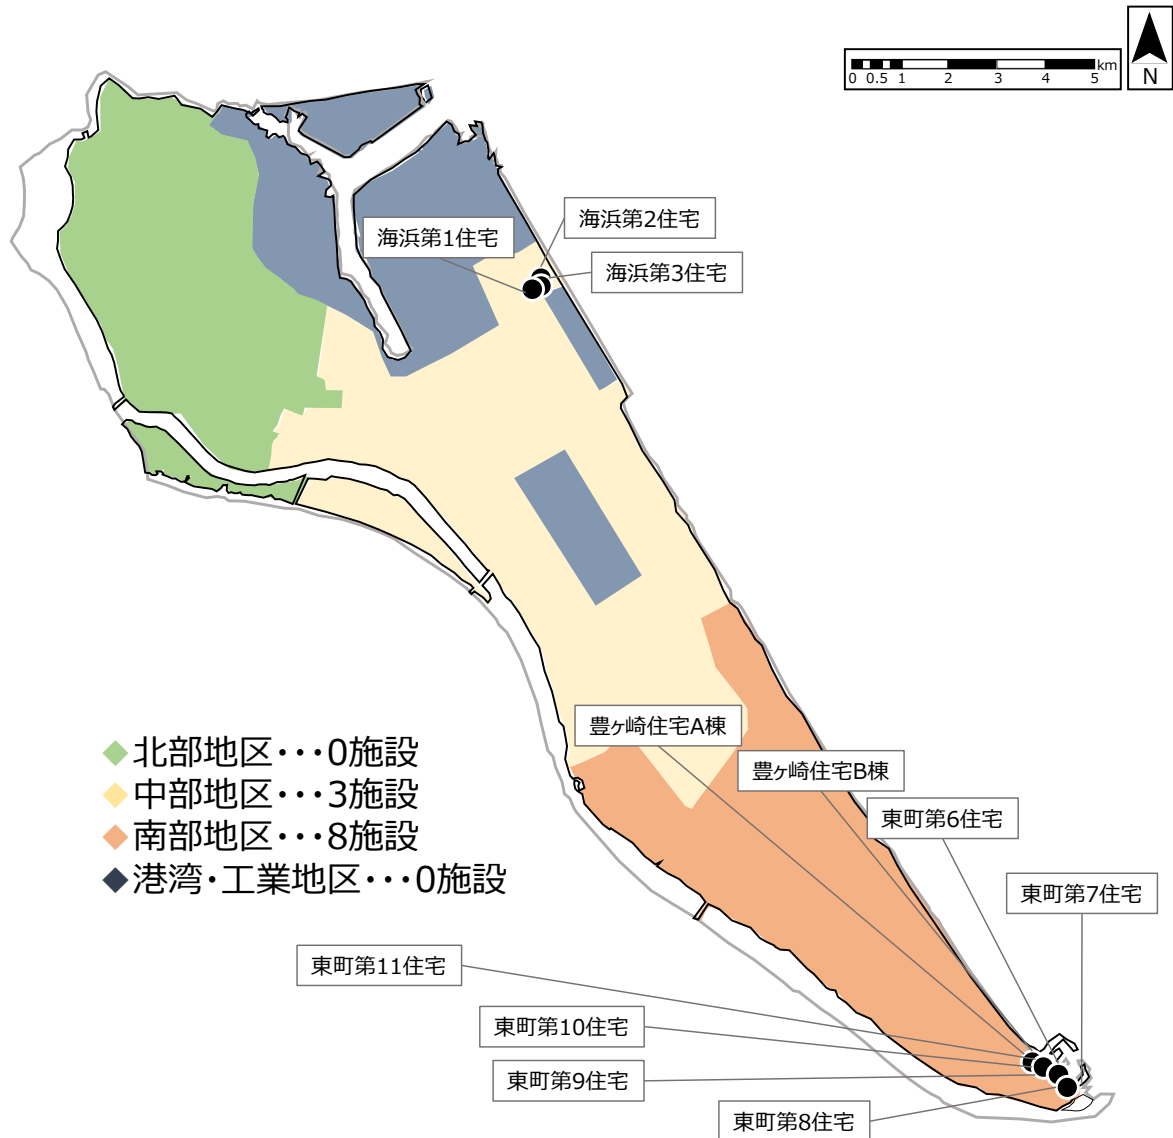 km
0 0.5 1 2 3 4 5
N
海浜第2住宅
海浜第1住宅
海浜第3住宅
豊ヶ崎住宅A棟
豊ヶ崎住宅B棟
東町第6住宅
東町第7住宅
◆北部地区・・・0施設
◆中部地区・・・3施設
◆南部地区・・・8施設
◆港湾・工業地区・・・0施設
東町第11住宅
東町第10住宅
東町第9住宅
東町第8住宅